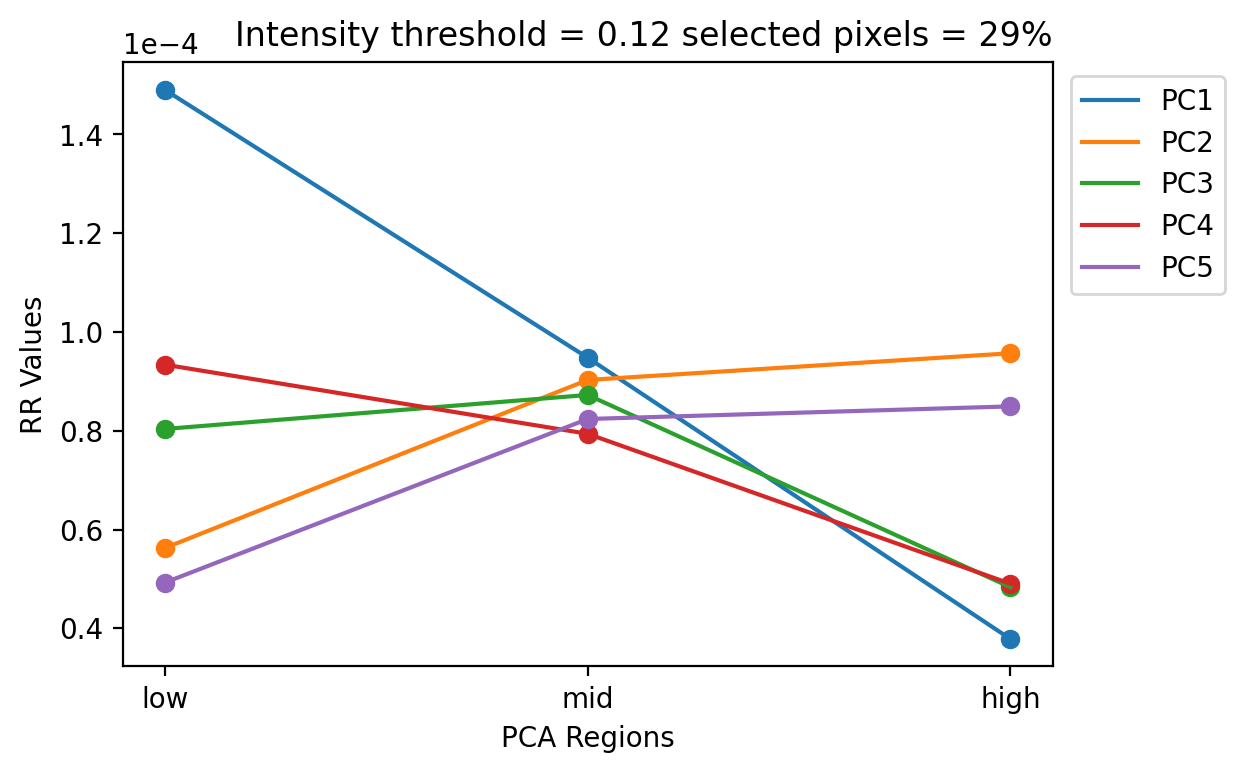 1e−4 Intensity threshold = 0.12 selected pixels = 29%
PC1
PC2
PC3
PC4
PC5
RR Values
1.4
1.2
1.0
0.8
0.6
0.4
low mid high
PCA Regions